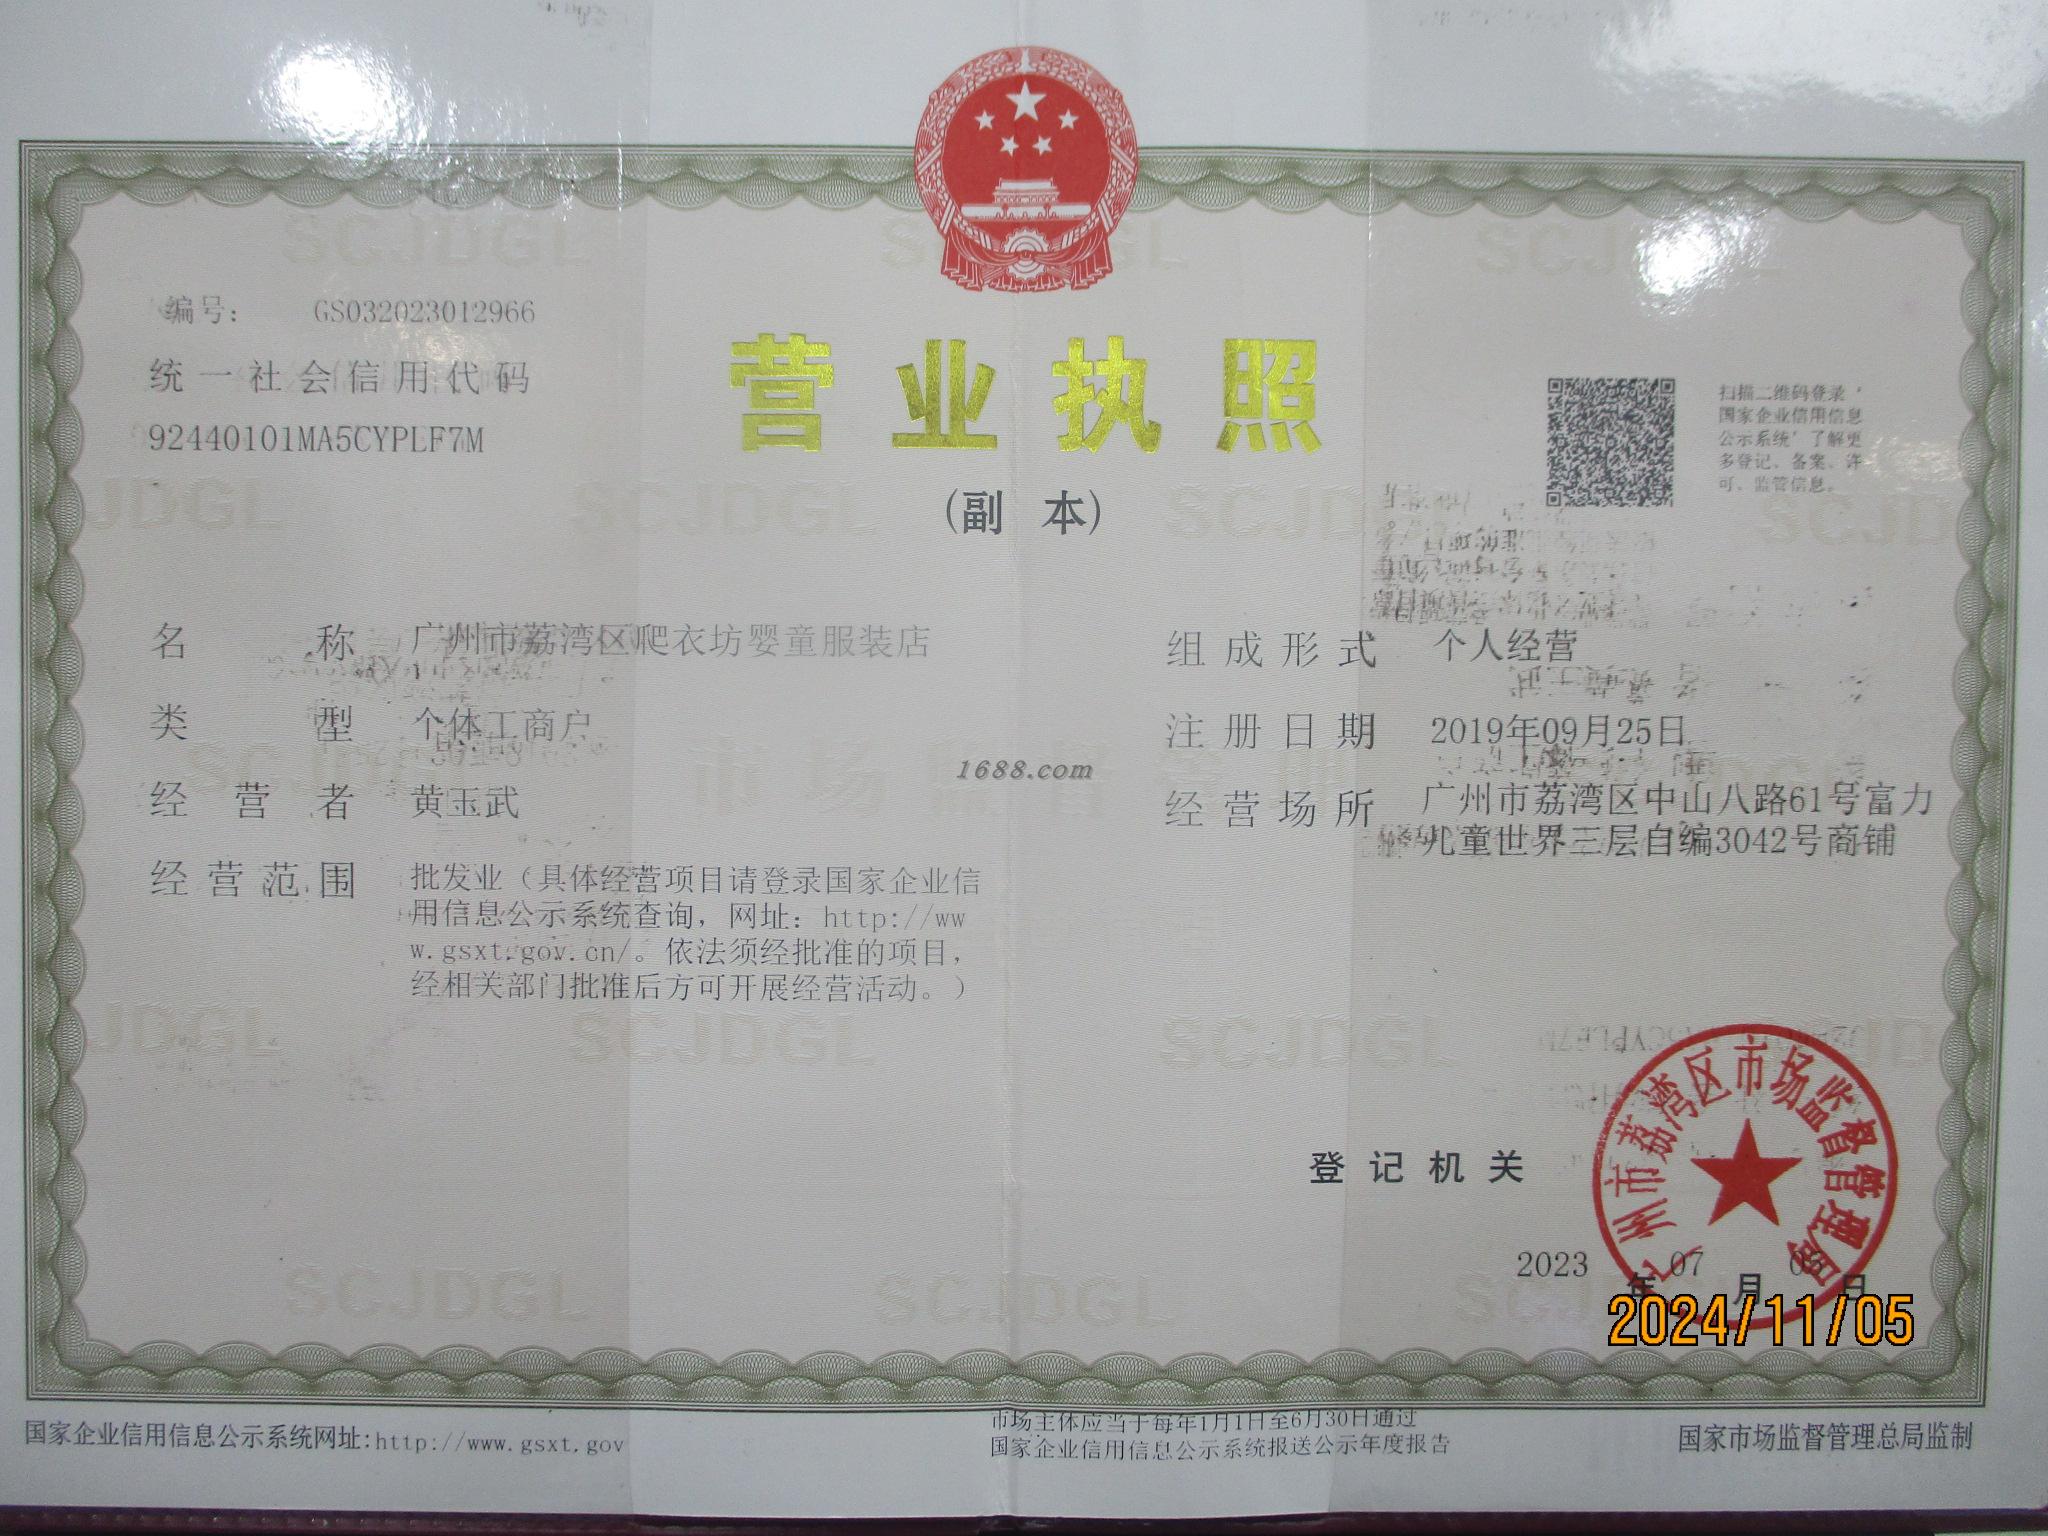 编号： GS032023012966
统一社会信用代码
92440101MA5CYPLF7M
营业执照
(副 本)
扫描二维码登录‘
国家企业信用信息
公示系统’了解更
多登记、备案、许
可、监管信息。
名称 广州市荔湾区爬衣坊婴童服装店
类型 个体工商户
经营者 黄玉武
经营范围 批发业（具体经营项目请登录国家企业信
用信息公示系统查询，网址：http://ww
w.gsxt.gov.cn/。依法须经批准的项目，
经相关部门批准后方可开展经营活动。）
组成形式 个人经营
注册日期 2019年09月25日
经营场所 广州市荔湾区中山八路61号富力
儿童世界三层自编3042号商铺
1688.com
登记机关
广州市荔湾区市场监督管理局
2023年07月05日
2024/11/05
国家企业信用信息公示系统网址:http://www.gsxt.gov
市场主体应当于每年1月1日至6月30日通过
国家企业信用信息公示系统报送公示年度报告
国家市场监督管理总局监制